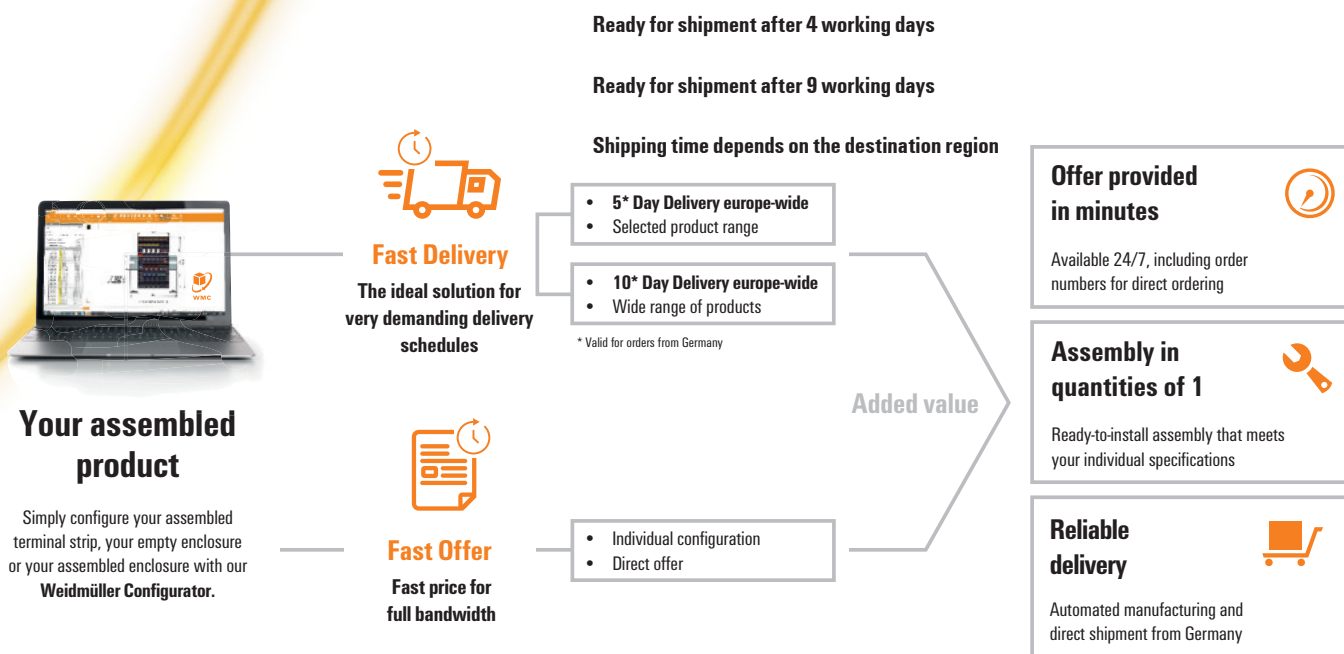 Ready for shipment after 4 working days
Ready for shipment after 9 working days
Shipping time depends on the destination region
WMC
Your assembled
product
Simply configure your assembled
terminal strip, your empty enclosure
or your assembled enclosure with our
Weidmüller Configurator.
Fast Delivery
The ideal solution for
very demanding delivery
schedules
• 5* Day Delivery europe-wide
• Selected product range
• 10* Day Delivery europe-wide
• Wide range of products
* Valid for orders from Germany
Fast Offer
Fast price for
full bandwidth
• Individual configuration
• Direct offer
Added value
Offer provided
in minutes
Available 24/7, including order
numbers for direct ordering
Assembly in
quantities of 1
Ready-to-install assembly that meets
your individual specifications
Reliable
delivery
Automated manufacturing and
direct shipment from Germany